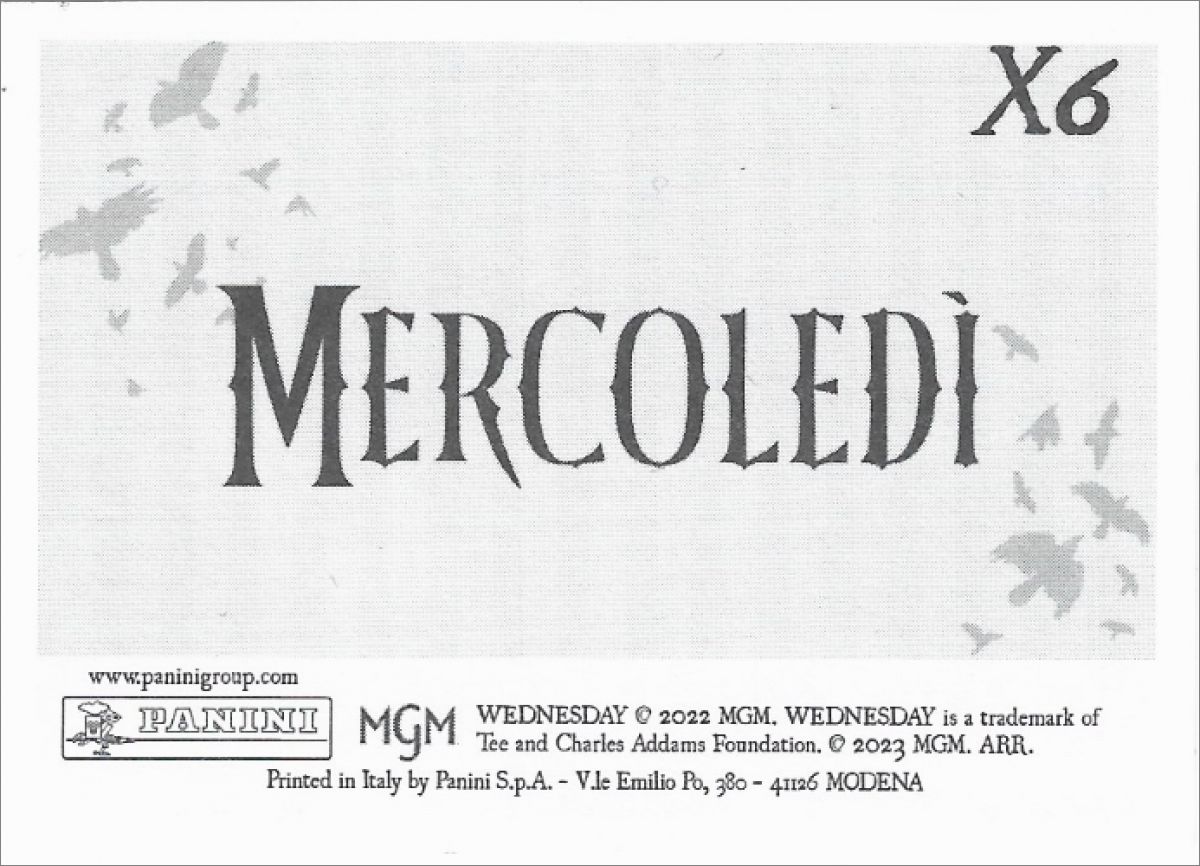 X6
MERCOLEDÌ
www.paninigroup.com
PANINI
MGM
WEDNESDAY © 2022 MGM. WEDNESDAY is a trademark of
Tee and Charles Addams Foundation. © 2023 MGM. ARR.
Printed in Italy by Panini S.p.A. - V.le Emilio Po, 380 - 41126 MODENA